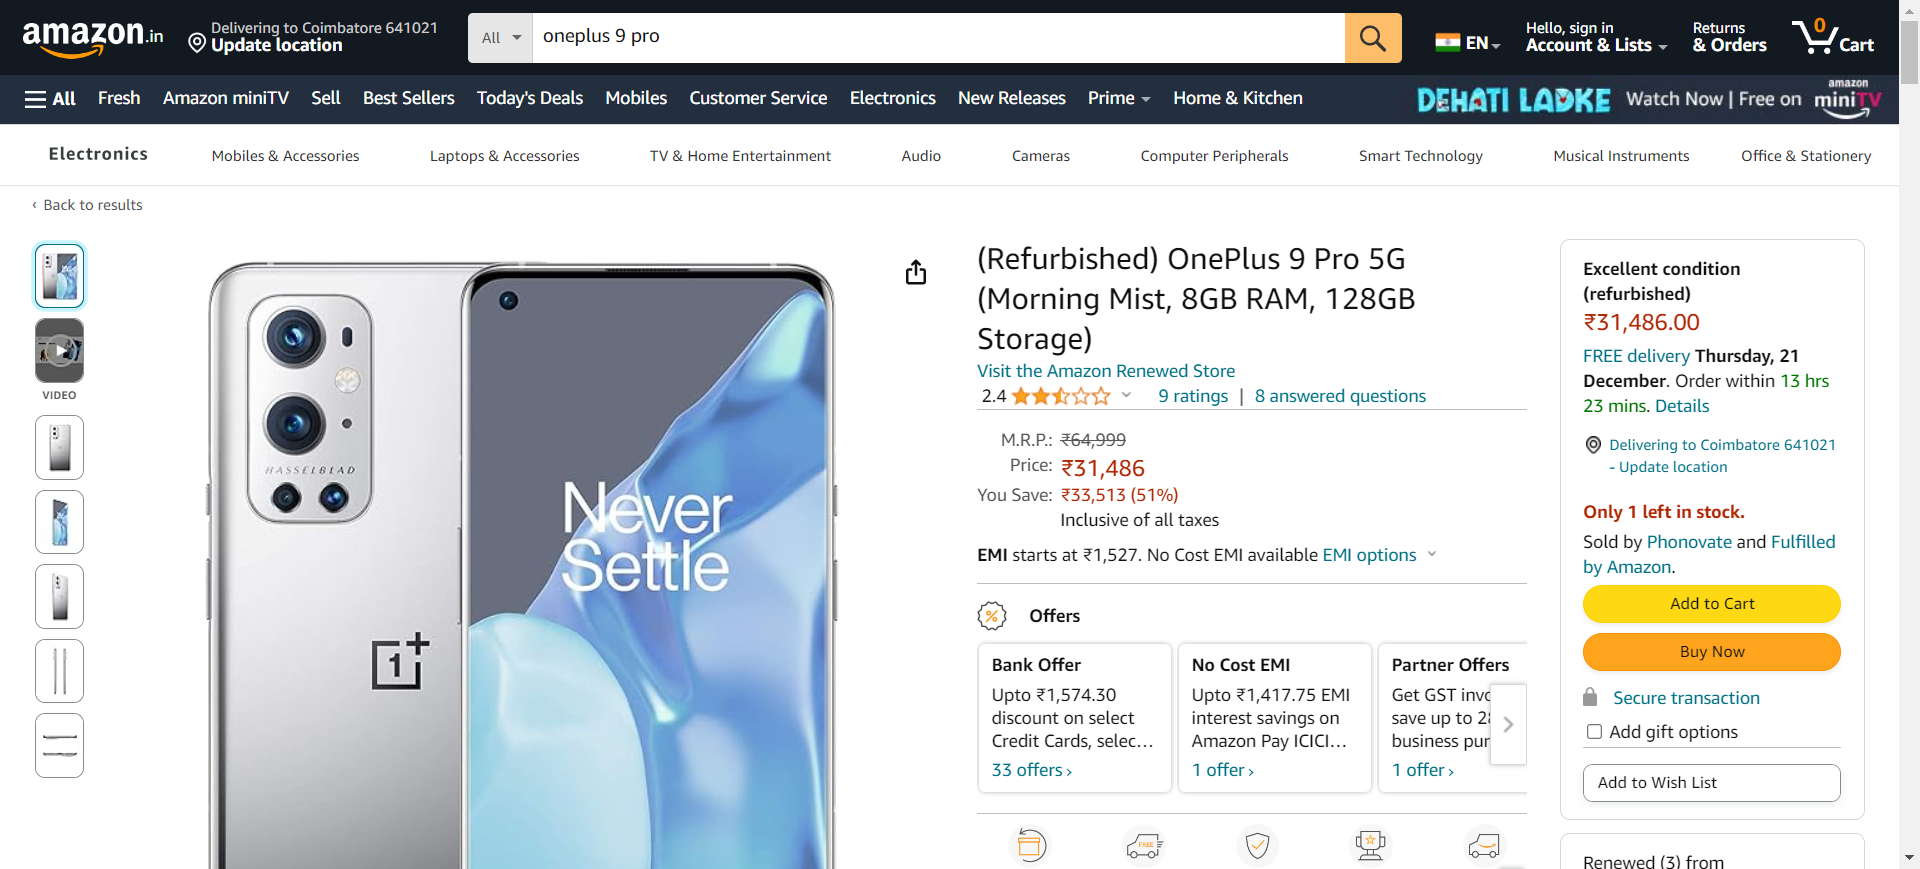 amazon.in
Delivering to Coimbatore 641021
Update location
All
oneplus 9 pro
EN
Hello, sign in
Account & Lists
Returns
& Orders
0
Cart
All
Fresh
Amazon miniTV
Sell
Best Sellers
Today's Deals
Mobiles
Customer Service
Electronics
New Releases
Prime
Home & Kitchen
DEHATI LADKE
Watch Now | Free on
amazon
miniTV
Electronics
Mobiles & Accessories
Laptops & Accessories
TV & Home Entertainment
Audio
Cameras
Computer Peripherals
Smart Technology
Musical Instruments
Office & Stationery
‹ Back to results
VIDEO
HASSELBLAD
Never
Settle
1+
(Refurbished) OnePlus 9 Pro 5G
(Morning Mist, 8GB RAM, 128GB
Storage)
Visit the Amazon Renewed Store
2.4
9 ratings | 8 answered questions
M.R.P.: ₹64,999
Price: ₹31,486
You Save: ₹33,513 (51%)
Inclusive of all taxes
EMI starts at ₹1,527. No Cost EMI available EMI options
%
Offers
Bank Offer
Upto ₹1,574.30
discount on select
Credit Cards, selec…
33 offers ›
No Cost EMI
Upto ₹1,417.75 EMI
interest savings on
Amazon Pay ICICI…
1 offer ›
Partner Offers
Get GST invo
save up to 28
business pur
1 offer ›
FREE
Excellent condition
(refurbished)
₹31,486.00
FREE delivery Thursday, 21
December. Order within 13 hrs
23 mins. Details
Delivering to Coimbatore 641021
- Update location
Only 1 left in stock.
Sold by Phonovate and Fulfilled
by Amazon.
Add to Cart
Buy Now
Secure transaction
Add gift options
Add to Wish List
Renewed (3) from